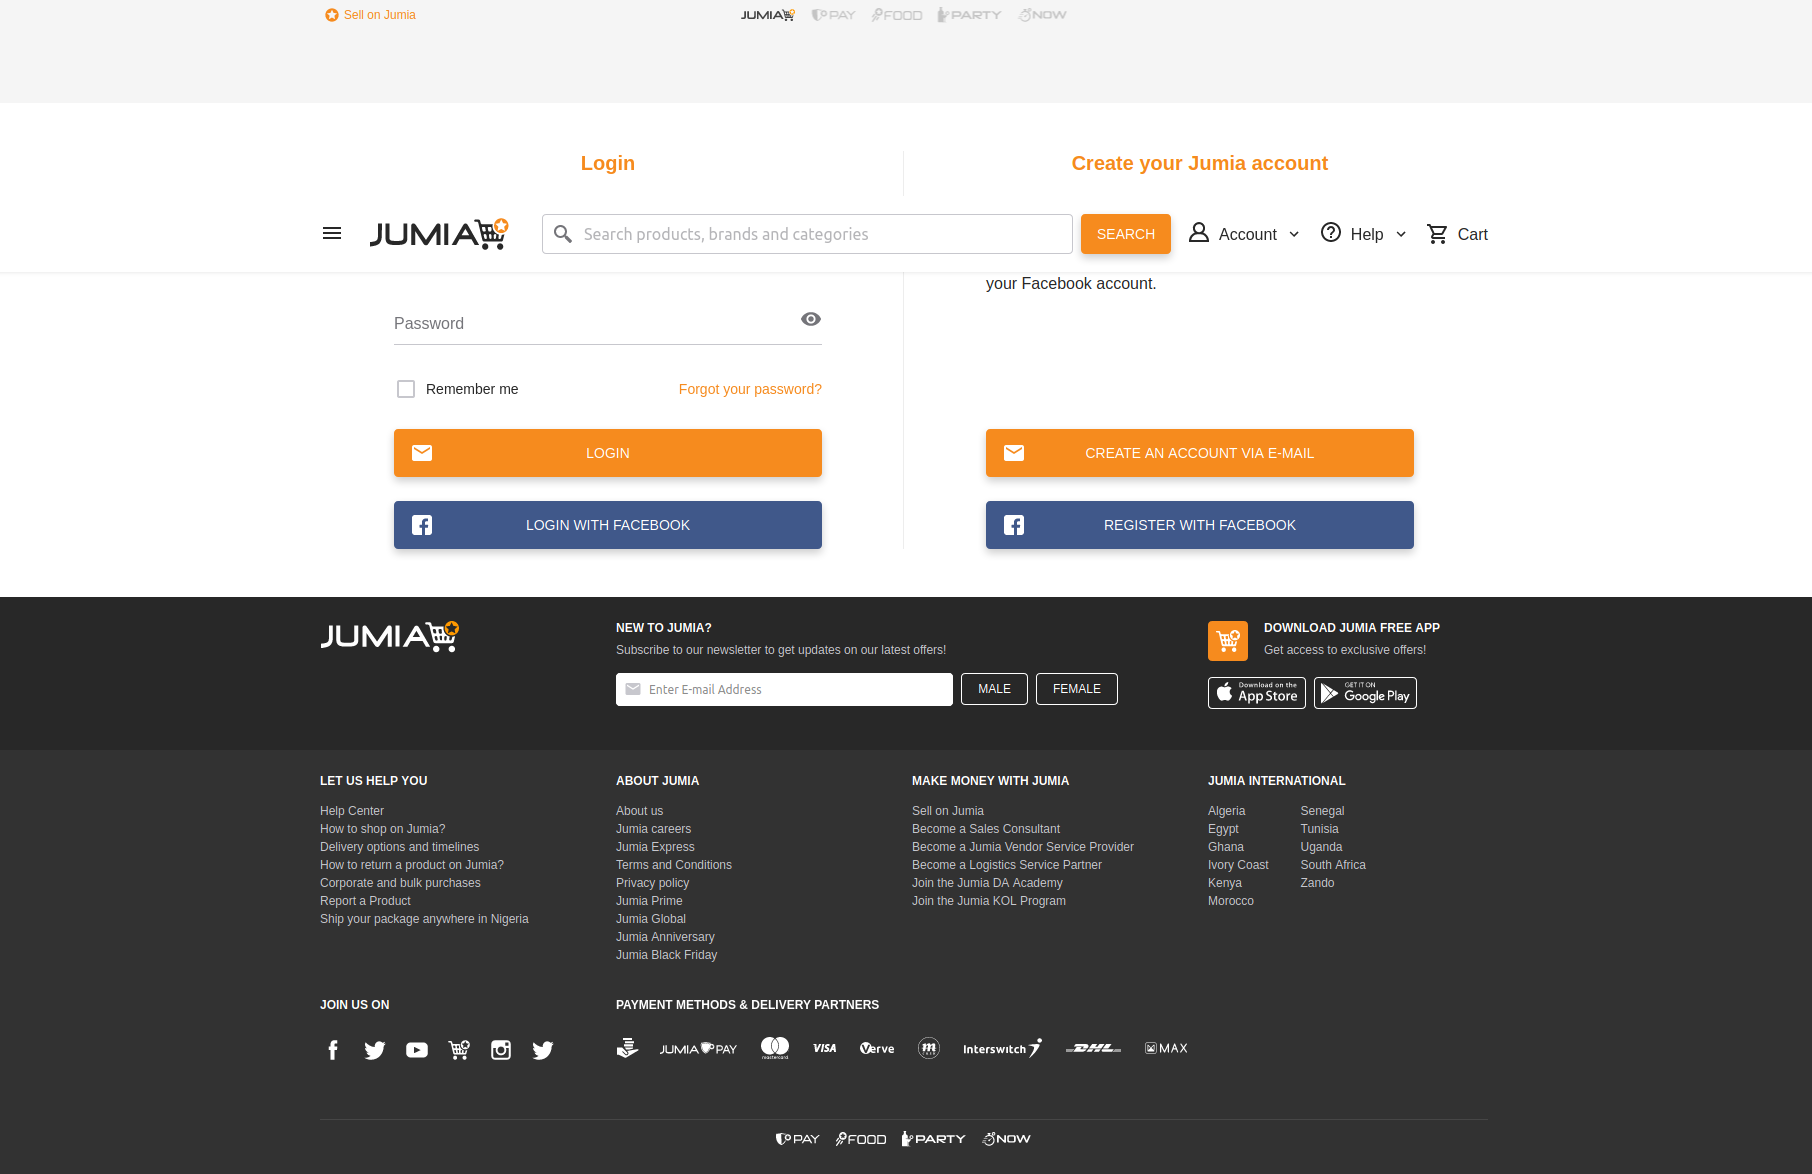 Sell on Jumia
JUMIA
PAY
FOOD
PARTY
NOW
Login
Create your Jumia account
JUMIA
Search products, brands and categories
SEARCH
Account
Help
Cart
your Facebook account.
Password
Remember me
Forgot your password?
LOGIN
CREATE AN ACCOUNT VIA E-MAIL
LOGIN WITH FACEBOOK
REGISTER WITH FACEBOOK
JUMIA
NEW TO JUMIA?
Subscribe to our newsletter to get updates on our latest offers!
Enter E-mail Address
MALE
FEMALE
DOWNLOAD JUMIA FREE APP
Get access to exclusive offers!
Download on the
App Store
GET IT ON
Google Play
LET US HELP YOU
Help Center
How to shop on Jumia?
Delivery options and timelines
How to return a product on Jumia?
Corporate and bulk purchases
Report a Product
Ship your package anywhere in Nigeria
ABOUT JUMIA
About us
Jumia careers
Jumia Express
Terms and Conditions
Privacy policy
Jumia Prime
Jumia Global
Jumia Anniversary
Jumia Black Friday
MAKE MONEY WITH JUMIA
Sell on Jumia
Become a Sales Consultant
Become a Jumia Vendor Service Provider
Become a Logistics Service Partner
Join the Jumia DA Academy
Join the Jumia KOL Program
JUMIA INTERNATIONAL
Algeria
Egypt
Ghana
Ivory Coast
Kenya
Morocco
Senegal
Tunisia
Uganda
South Africa
Zando
JOIN US ON
PAYMENT METHODS & DELIVERY PARTNERS
JUMIA PAY
mastercard
VISA
Verve
Interswitch
DHL
MAX
PAY
FOOD
PARTY
NOW